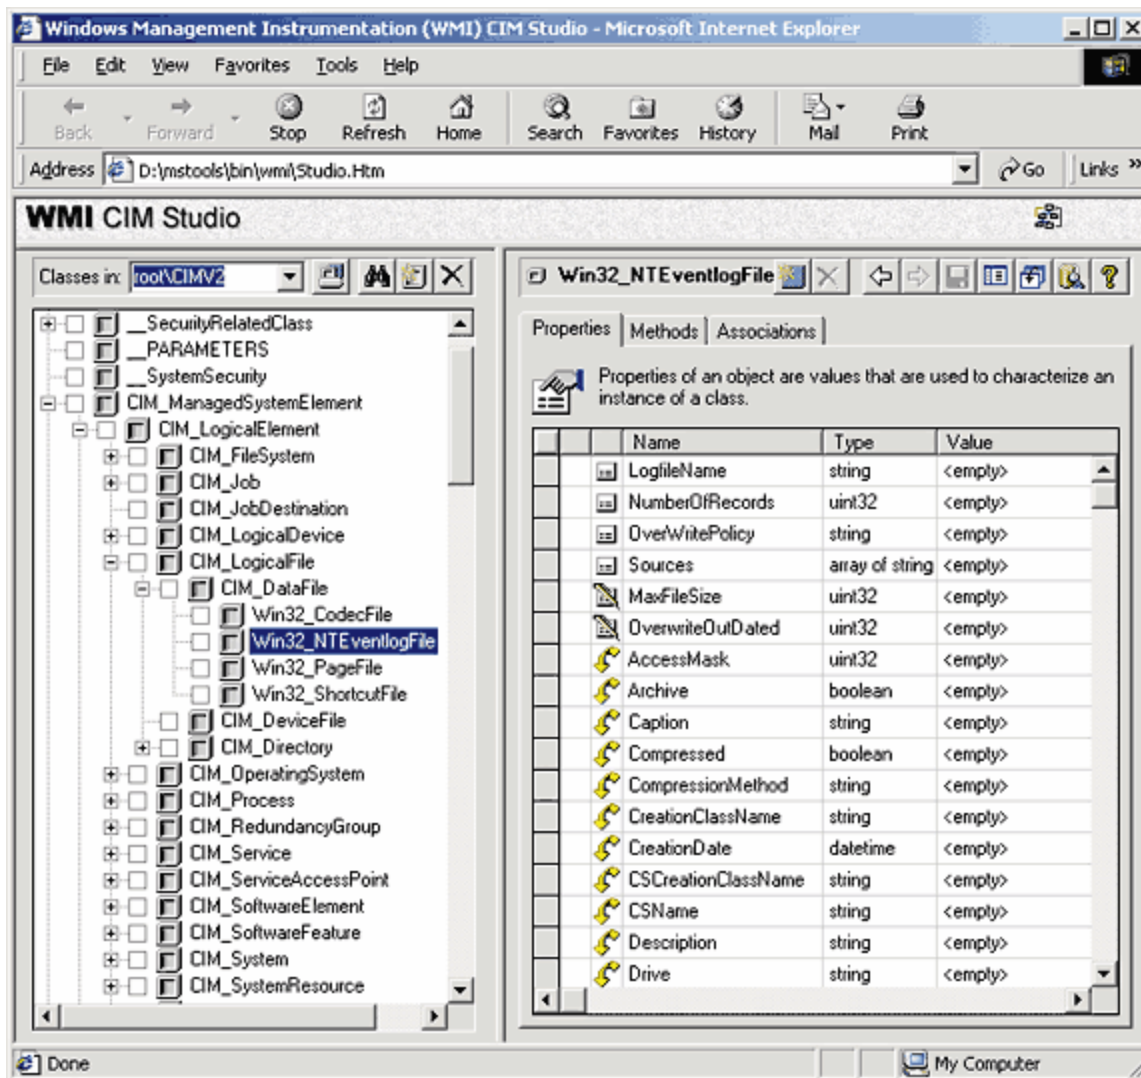 Windows Management Instrumentation (WMI) CIM Studio - Microsoft Internet Explorer
File Edit View Favorites Tools Help
Back Forward Stop Refresh Home Search Favorites History Mail Print
Address D:\mstools\bin\wmi\Studio.Htm Go Links »
WMI CIM Studio
Classes in: root\CIMV2
__SecurityRelatedClass
__PARAMETERS
__SystemSecurity
CIM_ManagedSystemElement
CIM_LogicalElement
CIM_FileSystem
CIM_Job
CIM_JobDestination
CIM_LogicalDevice
CIM_LogicalFile
CIM_DataFile
Win32_CodecFile
Win32_NTEventlogFile
Win32_PageFile
Win32_ShortcutFile
CIM_DeviceFile
CIM_Directory
CIM_OperatingSystem
CIM_Process
CIM_RedundancyGroup
CIM_Service
CIM_ServiceAccessPoint
CIM_SoftwareElement
CIM_SoftwareFeature
CIM_System
CIM_SystemResource
Win32_NTEventlogFile
Properties Methods Associations
Properties of an object are values that are used to characterize an
instance of a class.
Name Type Value
LogfileName string <empty>
NumberOfRecords uint32 <empty>
OverWritePolicy string <empty>
Sources array of string <empty>
MaxFileSize uint32 <empty>
OverwriteOutDated uint32 <empty>
AccessMask uint32 <empty>
Archive boolean <empty>
Caption string <empty>
Compressed boolean <empty>
CompressionMethod string <empty>
CreationClassName string <empty>
CreationDate datetime <empty>
CSCreationClassName string <empty>
CSName string <empty>
Description string <empty>
Drive string <empty>
Done My Computer